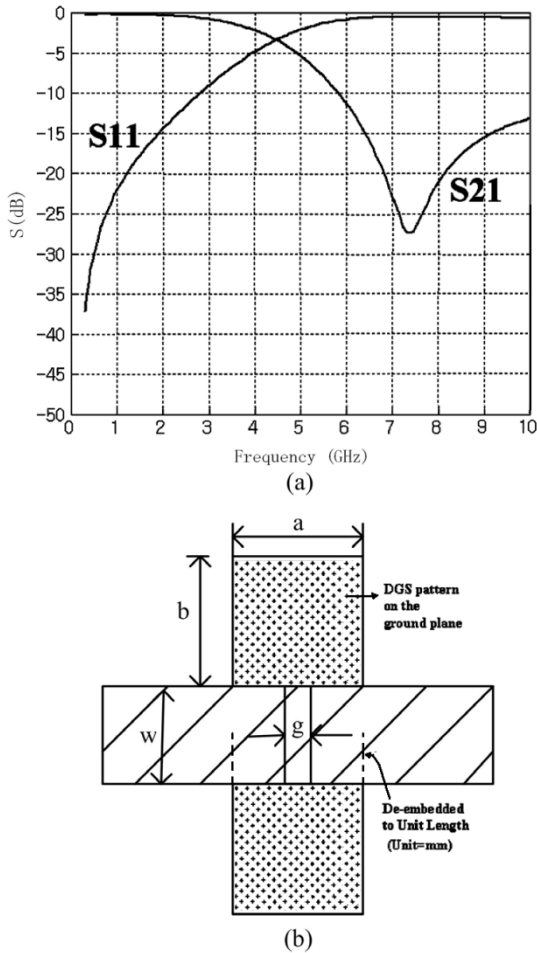 0
−5
−10
−15
−20
−25
−30
−35
−40
−45
−50
S(dB)
S11
S21
0 1 2 3 4 5 6 7 8 9 10
Frequency (GHz)
(a)
a
b
DGS pattern
on the
ground plane
w
g
De-embedded
to Unit Length
(Unit=mm)
(b)